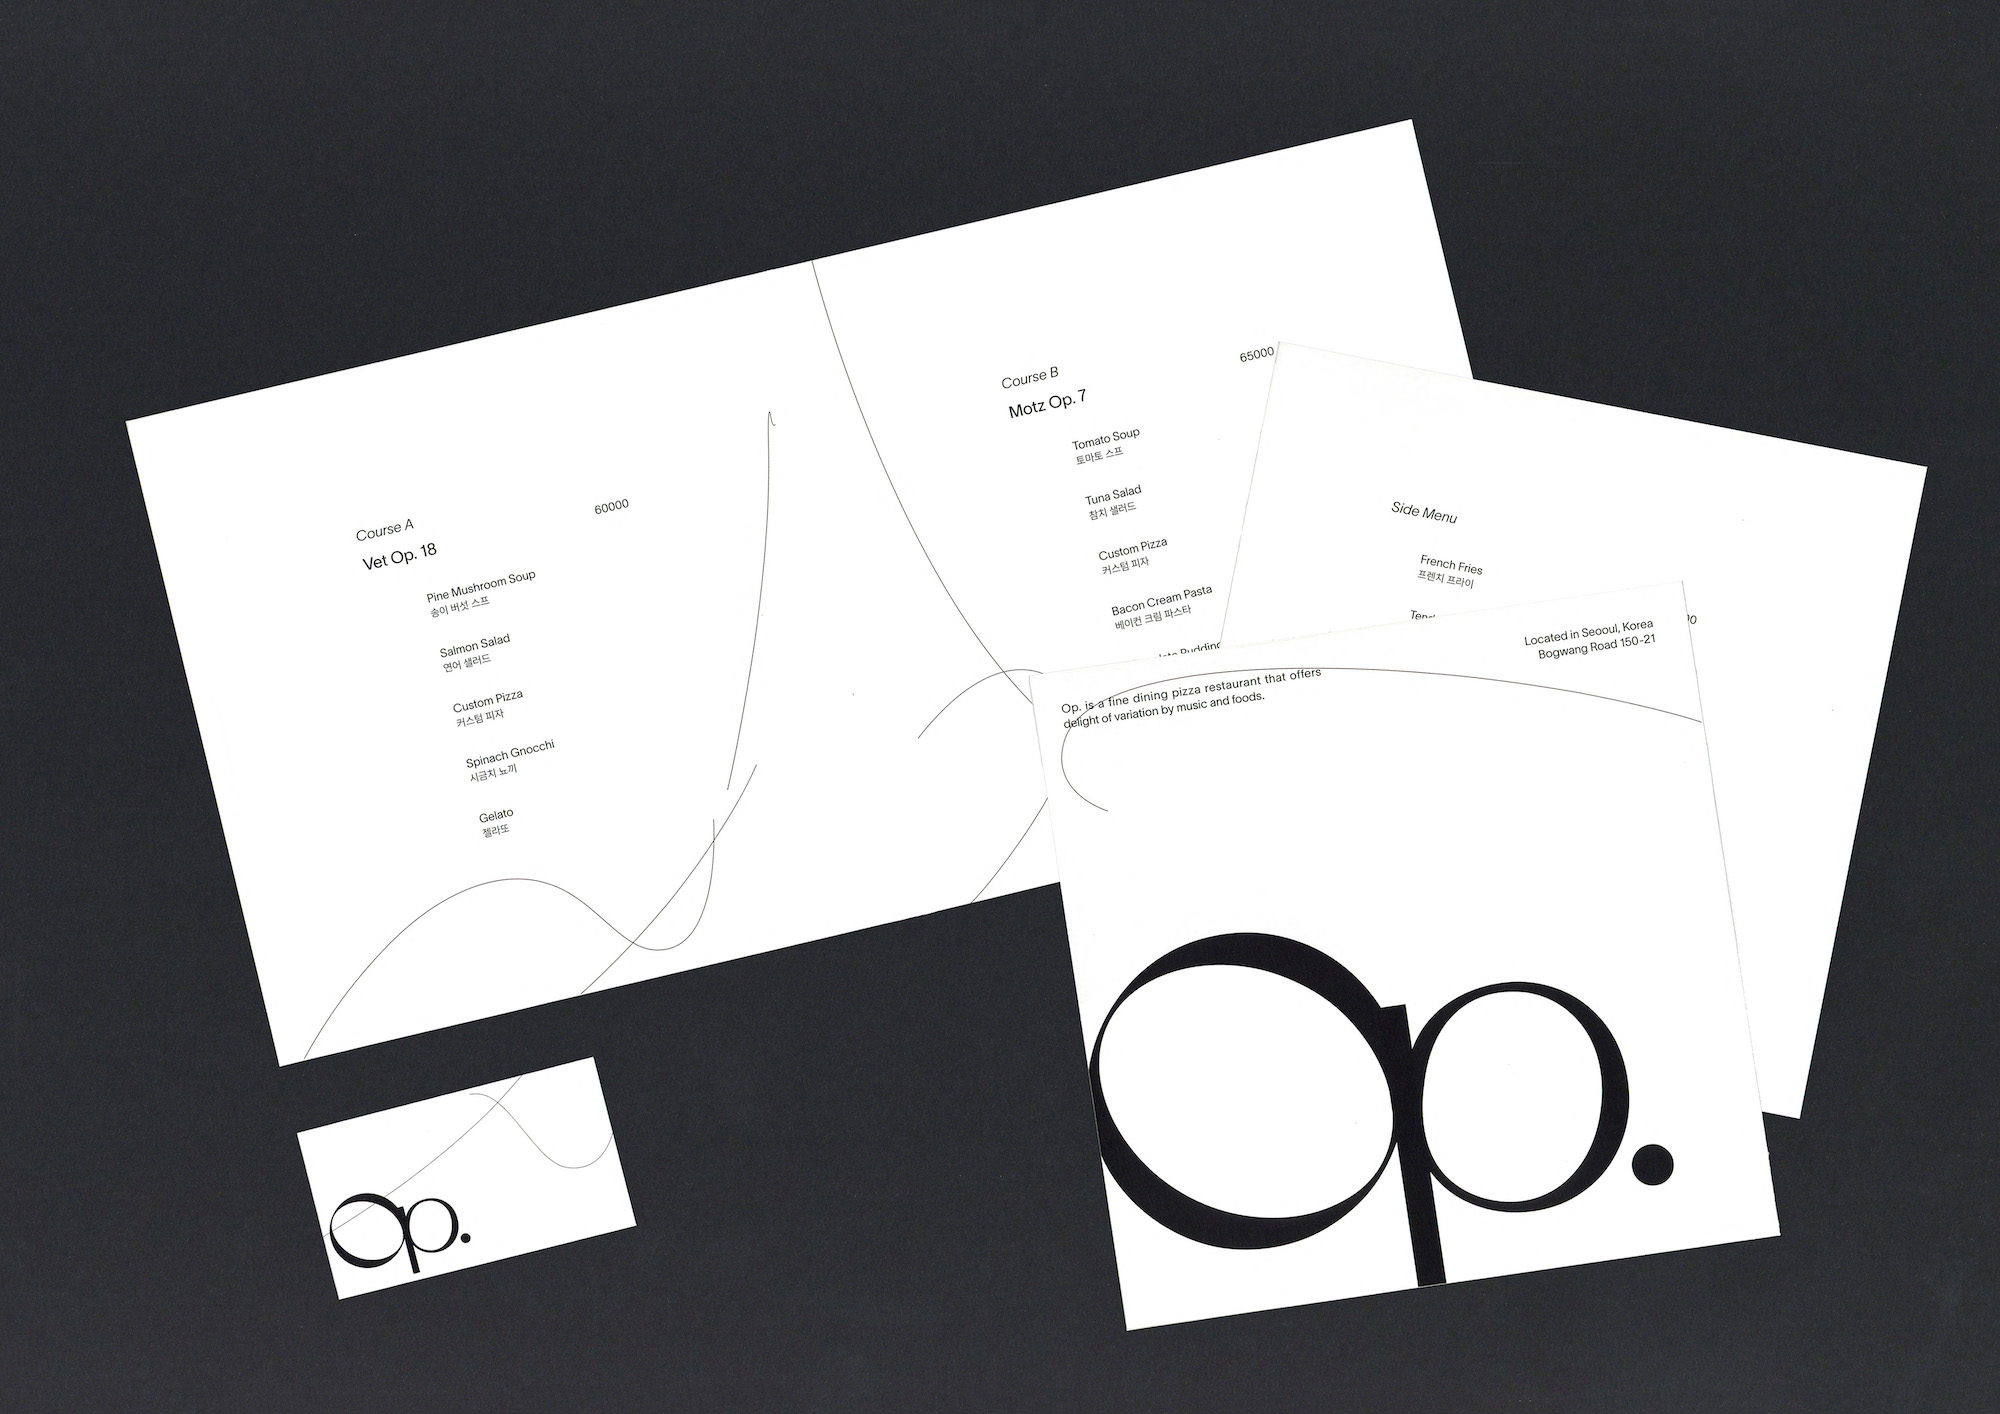 Course A
60000
Vet Op. 18
Pine Mushroom Soup
송이 버섯 스프
Salmon Salad
연어 샐러드
Custom Pizza
커스텀 피자
Spinach Gnocchi
시금치 뇨끼
Gelato
젤라또
Course B
65000
Motz Op. 7
Tomato Soup
토마토 스프
Tuna Salad
참치 샐러드
Custom Pizza
커스텀 피자
Bacon Cream Pasta
베이컨 크림 파스타
Pudding
Side Menu
French Fries
프렌치 프라이
Located in Seooul, Korea
Bogwang Road 150-21
Op. is a fine dining pizza restaurant that offers
delight of variation by music and foods.
op.
op.